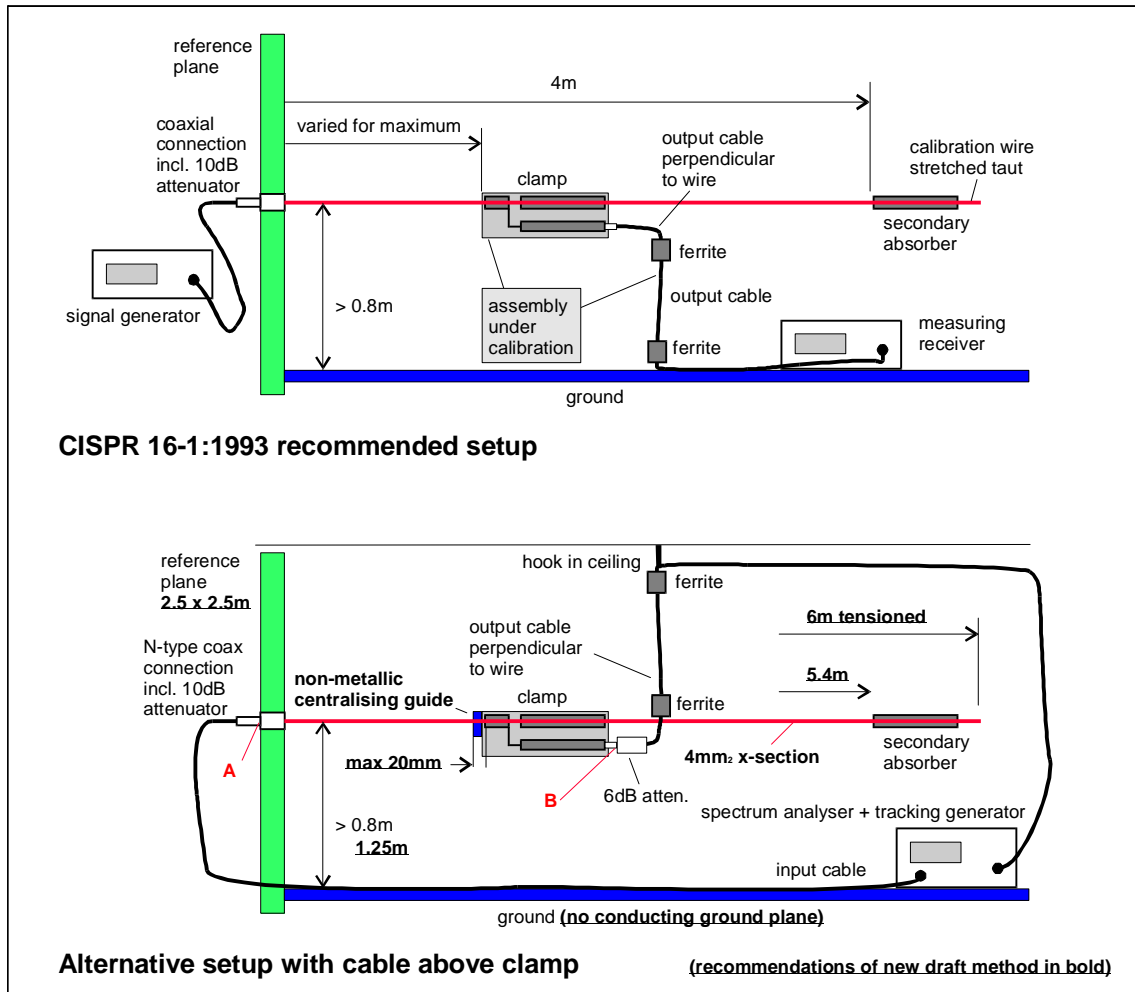 reference
plane
4m
coaxial
connection
incl. 10dB
attenuator
varied for maximum
output cable
perpendicular
to wire
calibration wire
stretched taut
clamp
secondary
absorber
ferrite
signal generator
> 0.8m
assembly
under
calibration
output cable
measuring
receiver
ferrite
ground
CISPR 16-1:1993 recommended setup
hook in ceiling
reference
plane
2.5 x 2.5m
ferrite
6m tensioned
N-type coax
connection
incl. 10dB
attenuator
output cable
perpendicular
to wire
5.4m
non-metallic
centralising guide
clamp
ferrite
A
max 20mm
B
4mm2 x-section
secondary
absorber
6dB atten.
spectrum analyser + tracking generator
> 0.8m
1.25m
input cable
ground (no conducting ground plane)
Alternative setup with cable above clamp
(recommendations of new draft method in bold)